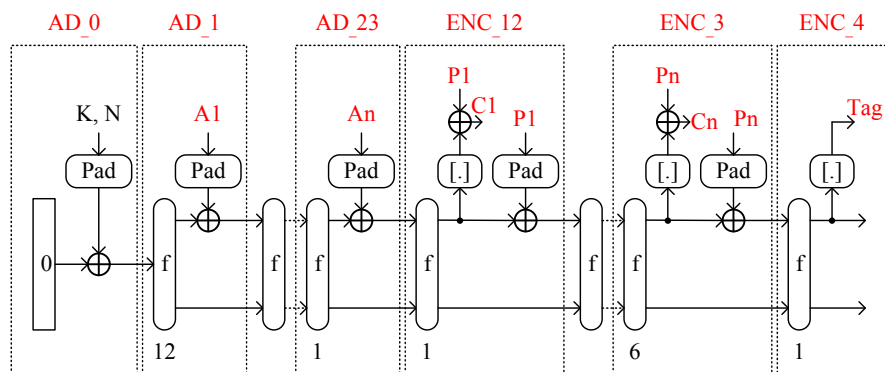 AD_0 AD_1 AD_23 ENC_12 ENC_3 ENC_4
P1 Pn
K, N A1 An C1 P1 Cn Pn Tag
Pad Pad Pad [.] Pad [.] Pad [.]
0 f f f f f f f
12 1 1 6 1